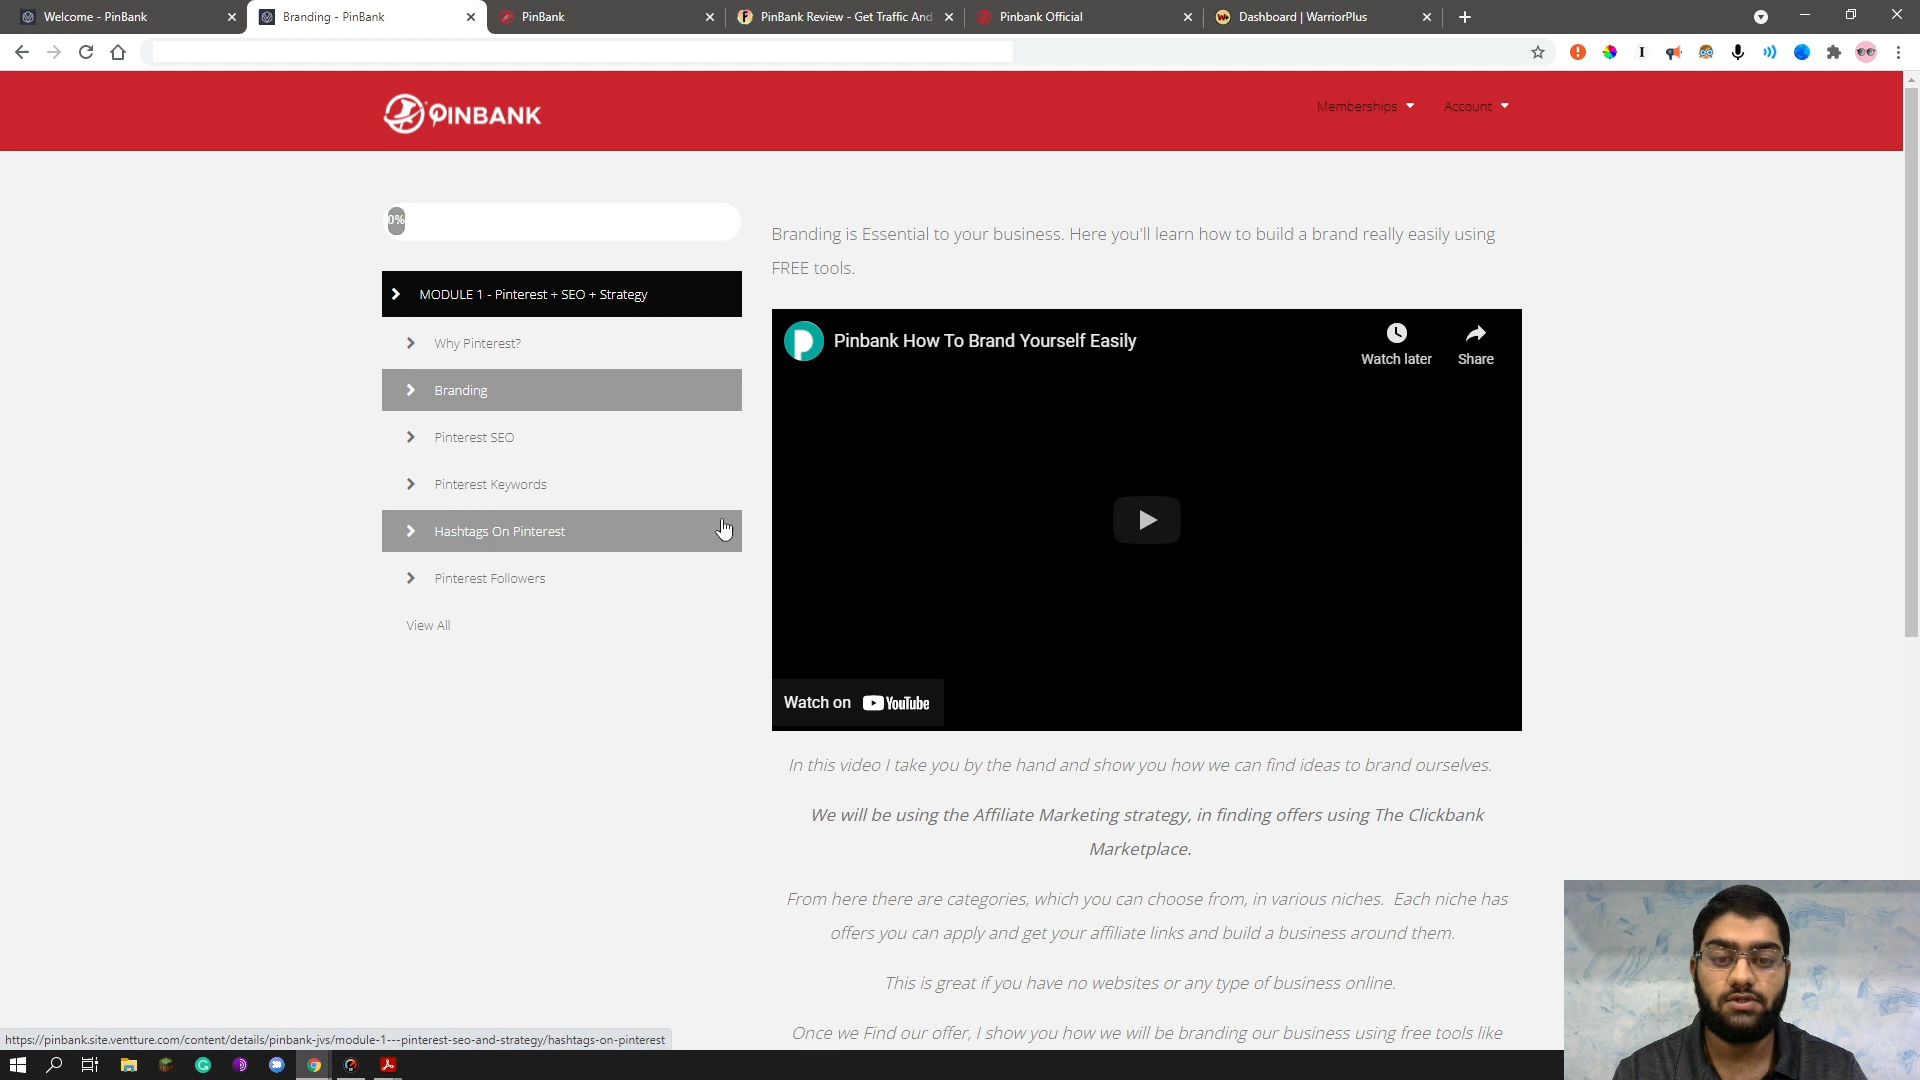 Welcome - PinBank
Branding - PinBank
PinBank
PinBank Review - Get Traffic And
Pinbank Official
Dashboard | WarriorPlus
PINBANK
Memberships
Account
0%
Branding is Essential to your business. Here you'll learn how to build a brand really easily using
FREE tools.
MODULE 1 - Pinterest + SEO + Strategy
Why Pinterest?
Branding
Pinterest SEO
Pinterest Keywords
Hashtags On Pinterest
Pinterest Followers
View All
Pinbank How To Brand Yourself Easily
Watch later
Share
Watch on YouTube
In this video I take you by the hand and show you how we can find ideas to brand ourselves.
We will be using the Affiliate Marketing strategy, in finding offers using The Clickbank
Marketplace.
From here there are categories, which you can choose from, in various niches. Each niche has
offers you can apply and get your affiliate links and build a business around them.
This is great if you have no websites or any type of business online.
Once we Find our offer, I show you how we will be branding our business using free tools like
https://pinbank.site.ventture.com/content/details/pinbank-jvs/module-1---pinterest-seo-and-strategy/hashtags-on-pinterest